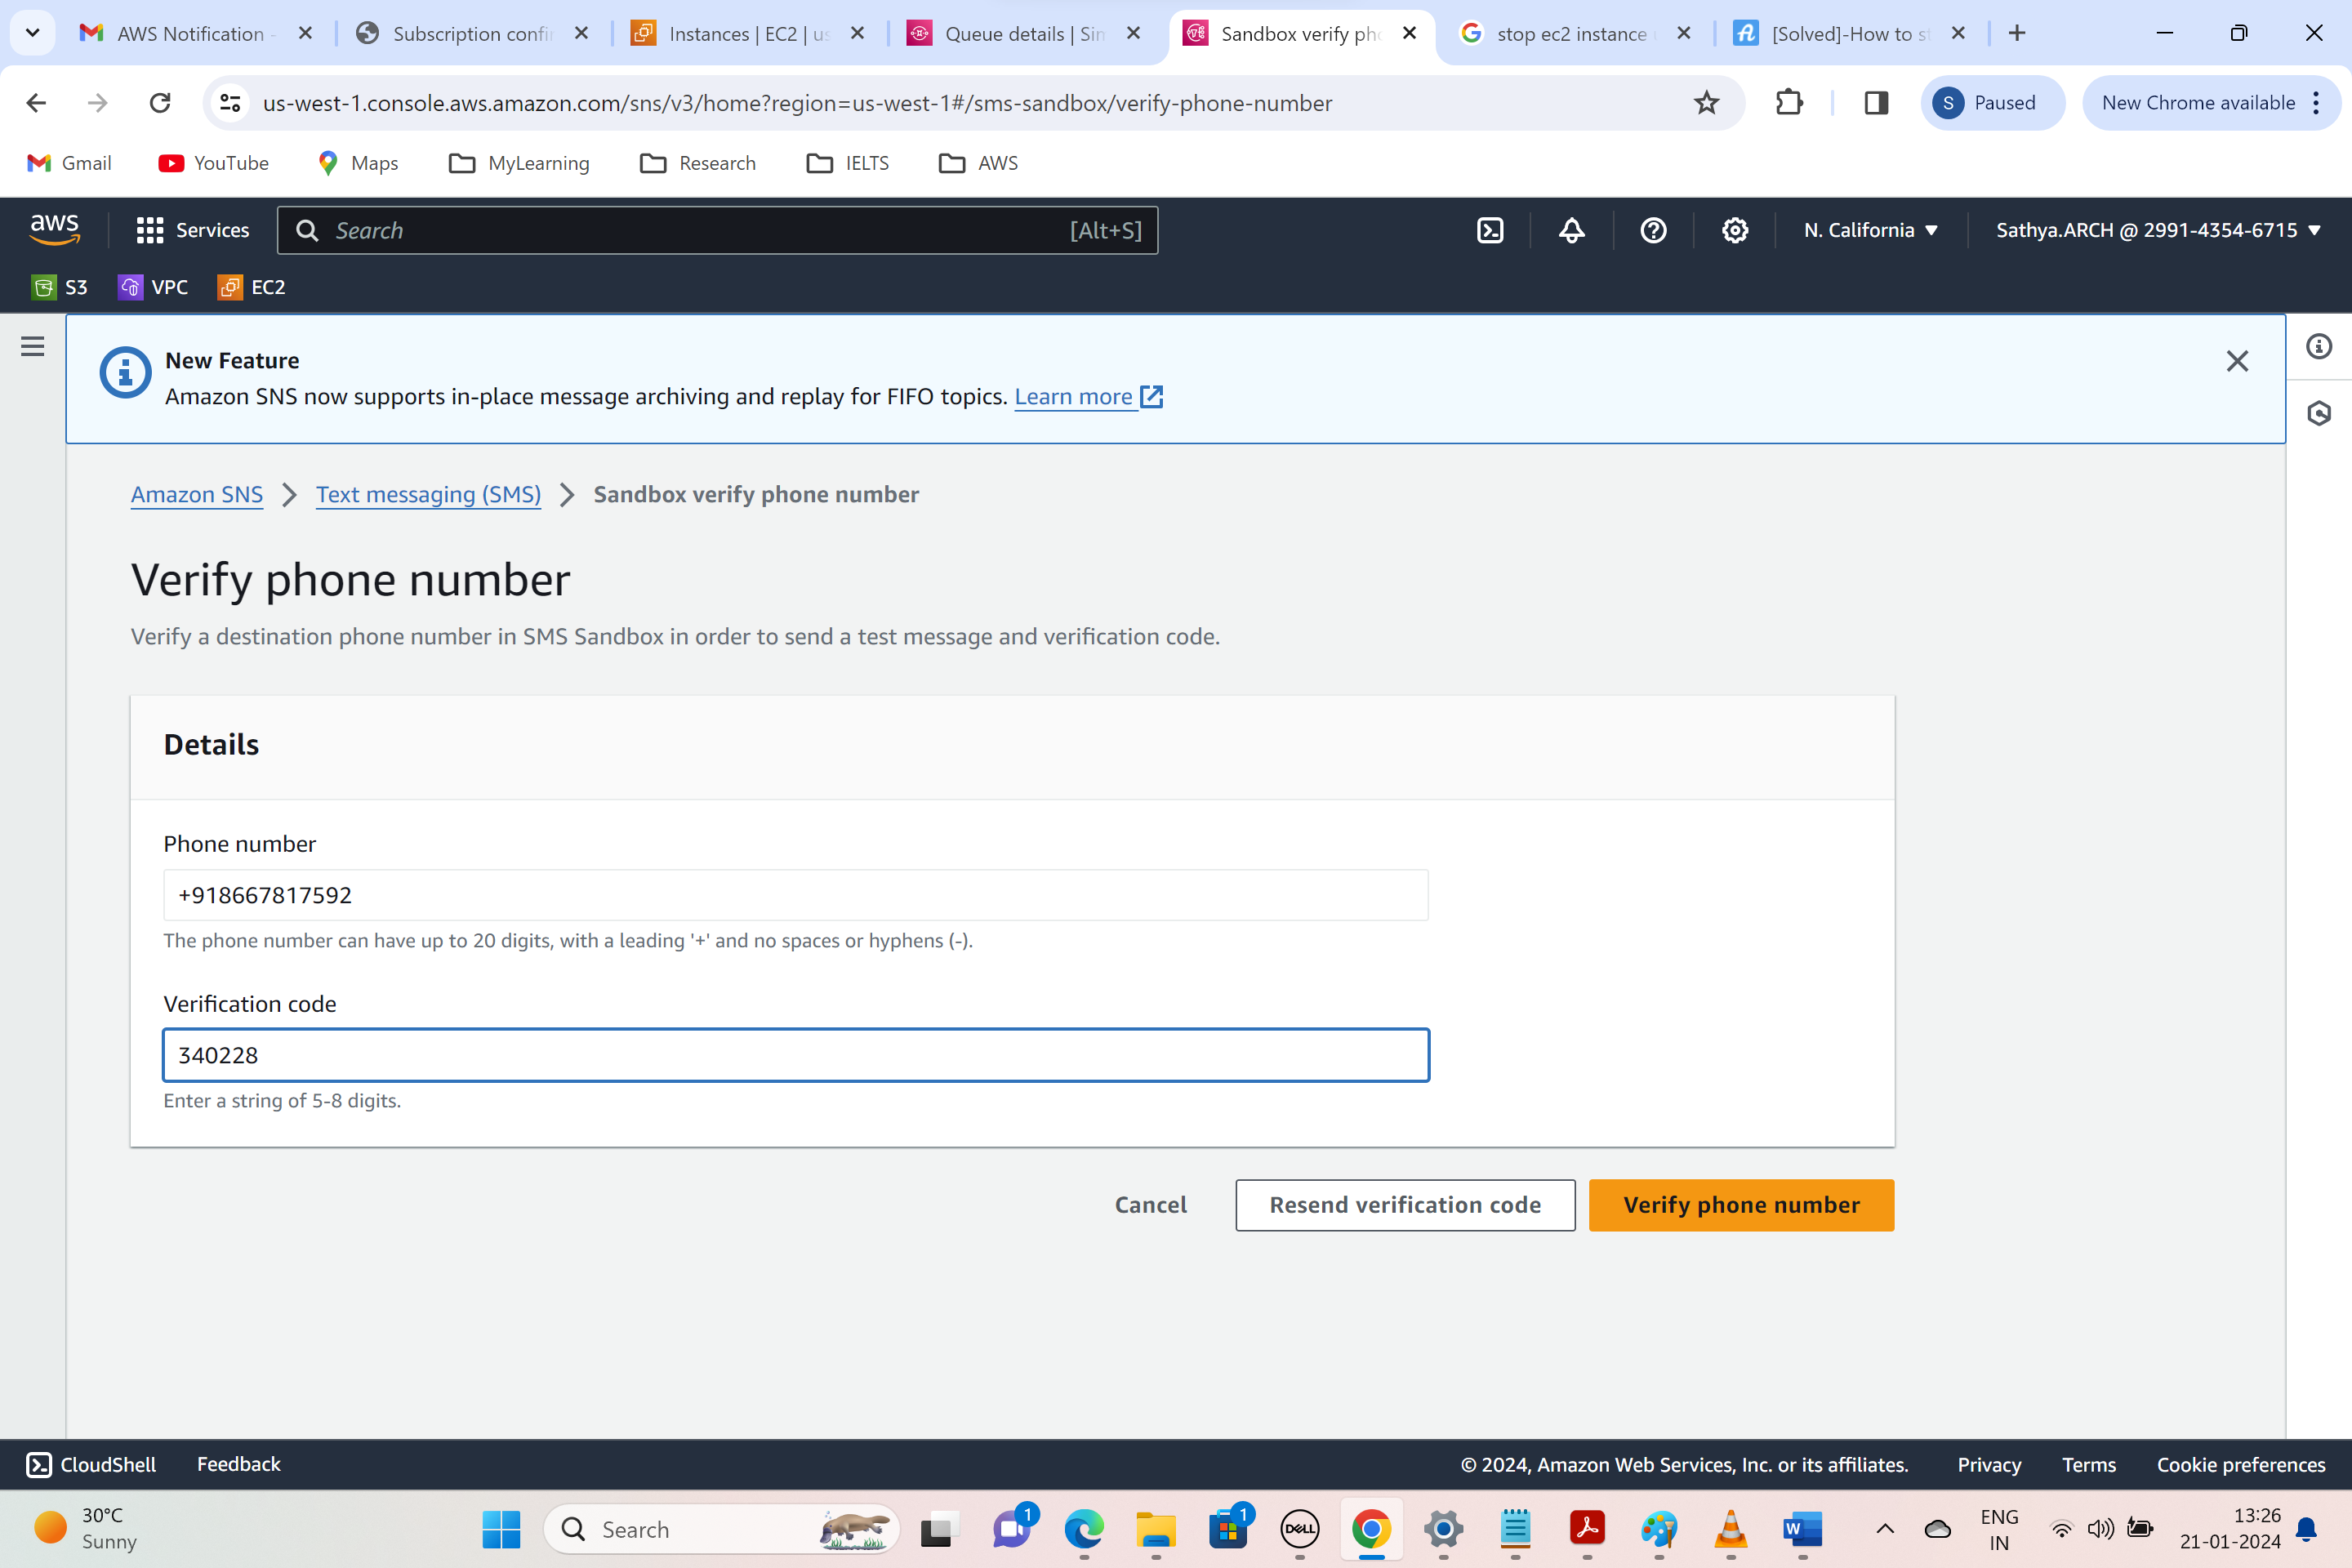 AWS Notification -
Subscription confi
Instances | EC2 | us
Queue details | Sim
Sandbox verify pho
stop ec2 instance
[Solved]-How to s
us-west-1.console.aws.amazon.com/sns/v3/home?region=us-west-1#/sms-sandbox/verify-phone-number
S
Paused
New Chrome available
Gmail
YouTube
Maps
MyLearning
Research
IELTS
AWS
aws
Services
Search
[Alt+S]
N. California
Sathya.ARCH @ 2991-4354-6715
S3
VPC
EC2
New Feature
Amazon SNS now supports in-place message archiving and replay for FIFO topics. Learn more
Amazon SNS
Text messaging (SMS)
Sandbox verify phone number
Verify phone number
Verify a destination phone number in SMS Sandbox in order to send a test message and verification code.
Details
Phone number
+918667817592
The phone number can have up to 20 digits, with a leading '+' and no spaces or hyphens (-).
Verification code
340228
Enter a string of 5-8 digits.
Cancel
Resend verification code
Verify phone number
CloudShell
Feedback
© 2024, Amazon Web Services, Inc. or its affiliates.
Privacy
Terms
Cookie preferences
30°C
Sunny
Search
1
1
DELL
W
ENG
IN
13:26
21-01-2024